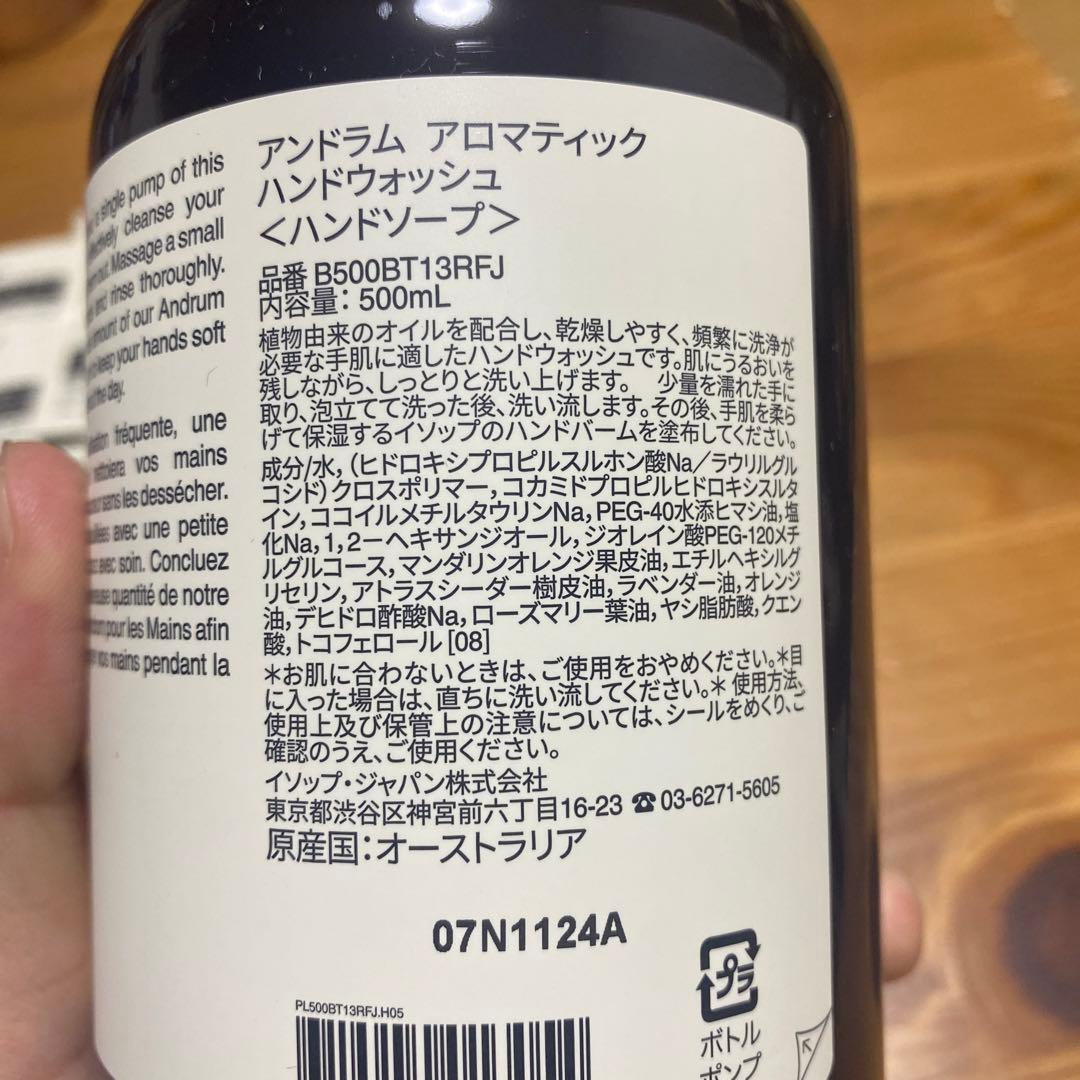 single pump of this
cleanse your
Massage a small
rinse thoroughly.
amount of our Andrum
keep your hands soft
the day.
fréquente, une
vos mains
sans les dessécher.
avec une petite
avec soin. Concluez
quantité de notre
pour les Mains afin
vos mains pendant la
アンドラム アロマティック
ハンドウォッシュ
＜ハンドソープ＞
品番 B500BT13RFJ
内容量： 500mL
植物由来のオイルを配合し、乾燥しやすく、頻繁に洗浄が
必要な手肌に適したハンドウォッシュです。肌にうるおいを
残しながら、しっとりと洗い上げます。 少量を濡れた手に
取り、泡立てて洗った後、洗い流します。その後、手肌を柔ら
げて保湿するイソップのハンドバームを塗布してください。
成分/水，（ヒドロキシプロピルスルホン酸Na／ラウリルグル
コシド）クロスポリマー，コカミドプロピルヒドロキシスルタ
イン，ココイルメチルタウリンNa，PEG-40水添ヒマシ油，塩
化Na，1，2－ヘキサンジオール，ジオレイン酸PEG-120メチ
ルグルコース，マンダリンオレンジ果皮油，エチルヘキシルグ
リセリン，アトラスシーダー樹皮油，ラベンダー油，オレンジ
油，デヒドロ酢酸Na，ローズマリー葉油，ヤシ脂肪酸，クエン
酸，トコフェロール [08]
＊お肌に合わないときは、ご使用をおやめください。＊目
に入った場合は、直ちに洗い流してください。＊ 使用方法、
使用上及び保管上の注意については、シールをめくり、ご
確認のうえ、ご使用ください。
イソップ・ジャパン株式会社
東京都渋谷区神宮前六丁目16-23 ☎03-6271-5605
原産国：オーストラリア
07N1124A
PL500BT13RFJ.H05
プラ
ボトル
ポンプ